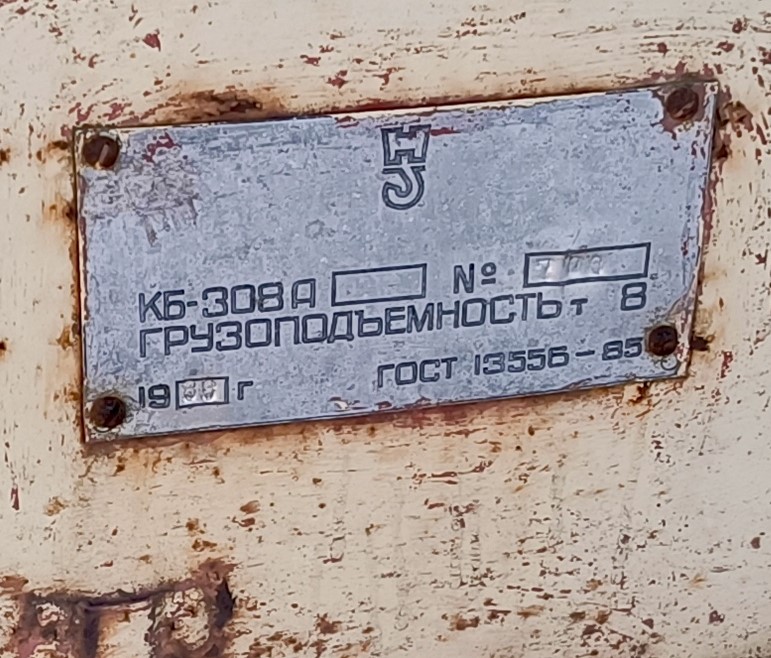 КБ-308А №
ГРУЗОПОДЪЕМНОСТЬ т 8
19 г ГОСТ 13556-85